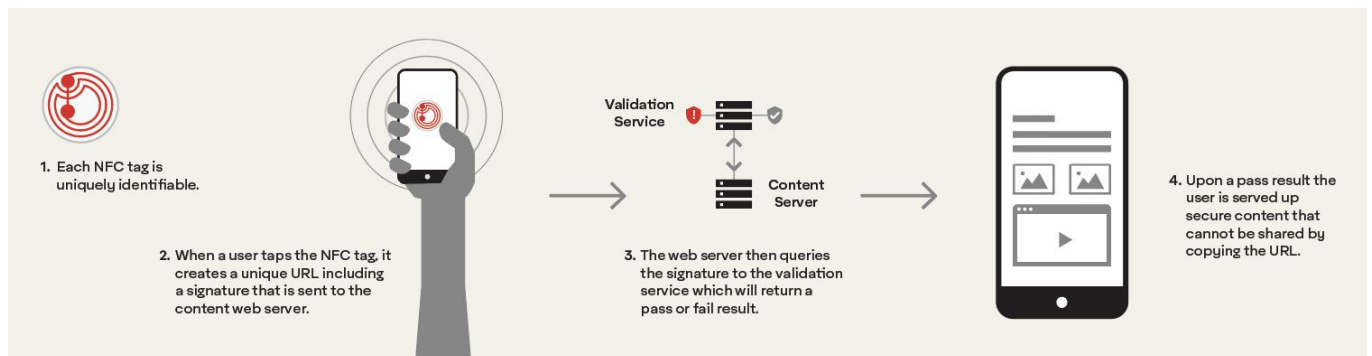 1. Each NFC tag is
uniquely identifiable.
2. When a user taps the NFC tag, it
creates a unique URL including
a signature that is sent to the
content web server.
Validation
Service
Content
Server
3. The web server then queries
the signature to the validation
service which will return a
pass or fail result.
4. Upon a pass result the
user is served up
secure content that
cannot be shared by
copying the URL.